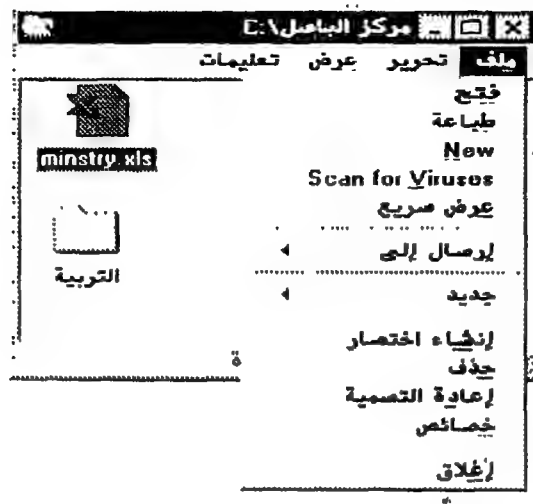 مركز الباصل\:C
ملف تحرير عرض تعليمات
فتح
طباعة
New
Scan for Viruses
عرض سريع
إرسال إلى
جديد
إنشاء اختصار
حذف
إعادة التسمية
خصائص
إغلاق
minstry.xls
التربية
ة